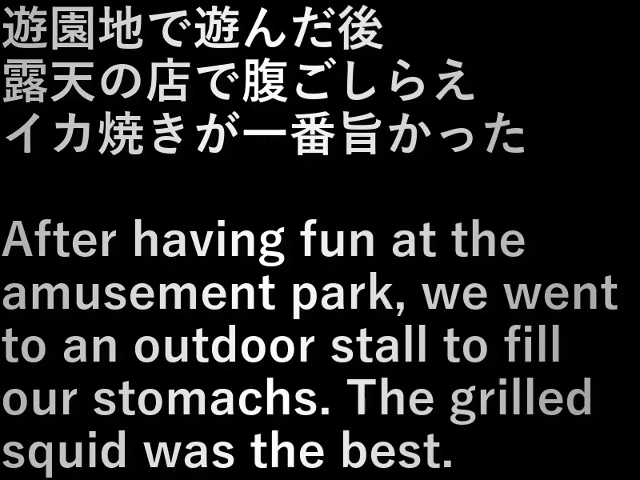 遊園地で遊んだ後
露天の店で腹ごしらえ
イカ焼きが一番旨かった
After having fun at the
amusement park, we went
to an outdoor stall to fill
our stomachs. The grilled
squid was the best.